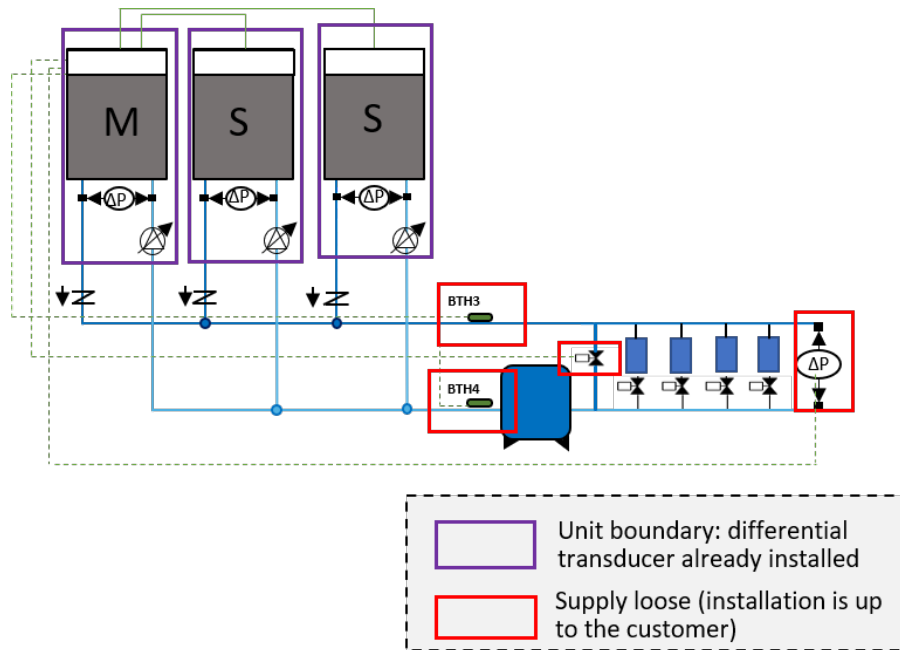 M
S
S
ΔP
ΔP
ΔP
BTH3
ΔP
BTH4
Unit boundary: differential
transducer already installed
Supply loose (installation is up
to the customer)